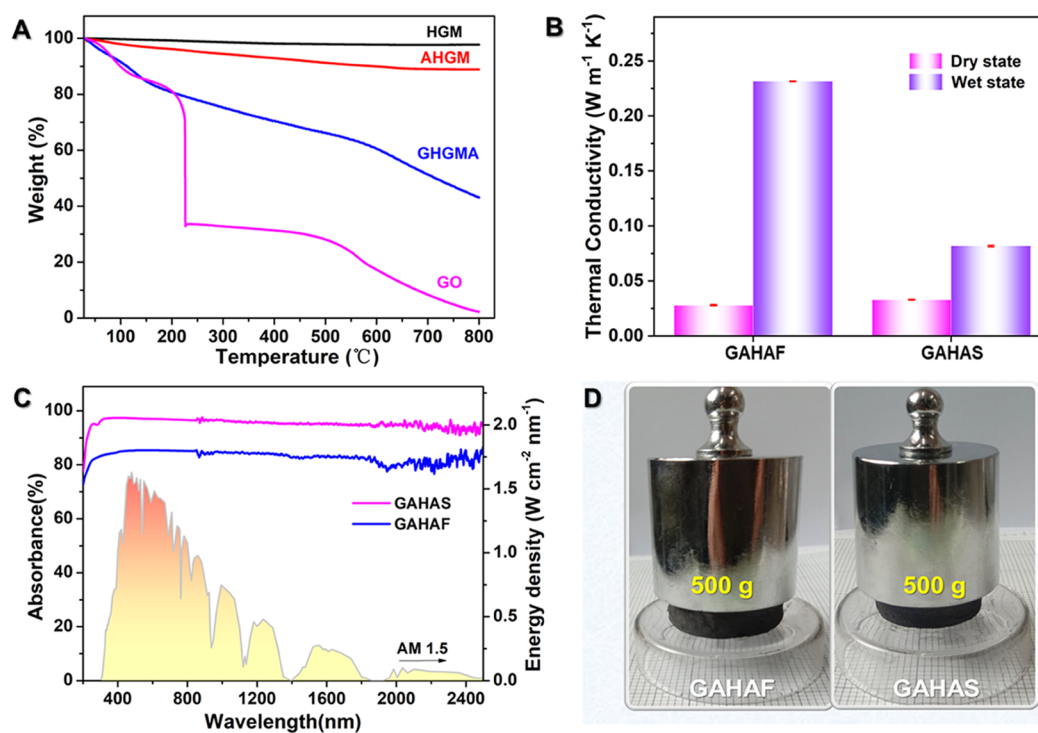 A
100
80
60
40
20
0
Weight (%)
HGM
AHGM
GHGMA
GO
100 200 300 400 500 600 700 800
Temperature (℃)
B
0.25
0.20
0.15
0.10
0.05
0.00
Thermal Conductivity (W m⁻¹ K⁻¹)
Dry state
Wet state
GAHAF GAHAS
C
100
80
60
40
20
0
Absorbance(%)
GAHAS
GAHAF
AM 1.5
2.0
1.5
1.0
0.5
0.0
Energy density (W cm⁻² nm⁻¹)
400 800 1200 1600 2000 2400
Wavelength(nm)
D
500 g
GAHAF
500 g
GAHAS